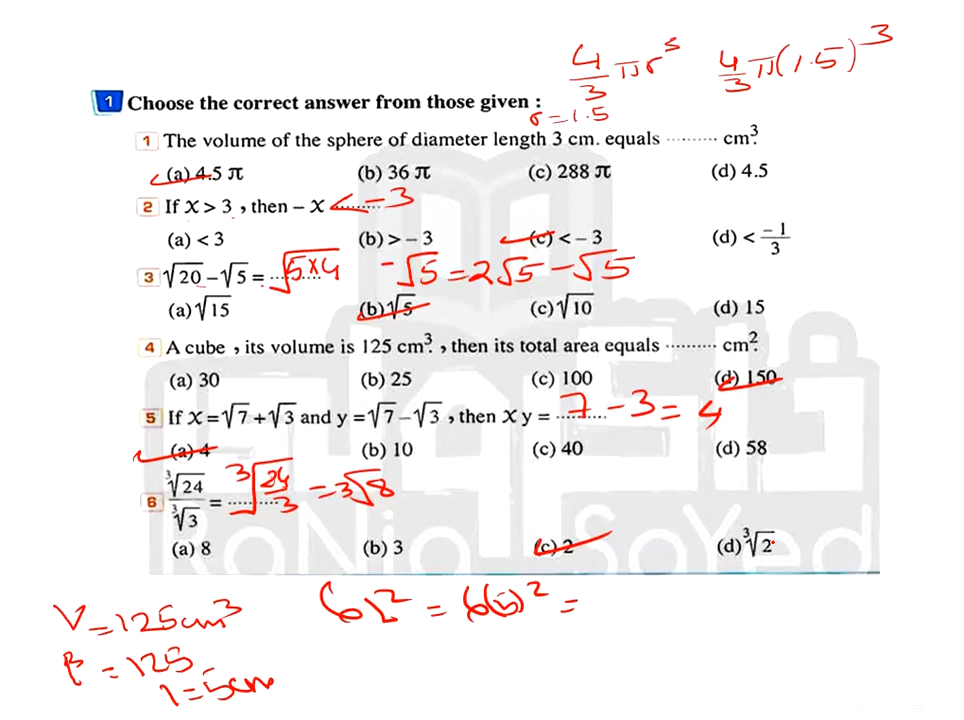 4/3 πr³ 4/3 π(1.5)³
1 Choose the correct answer from those given :
r = 1.5
1 The volume of the sphere of diameter length 3 cm. equals ·········· cm³.
(a) 4.5 π (b) 36 π (c) 288 π (d) 4.5
2 If X > 3 , then – X ·········· < -3
(a) < 3 (b) > – 3 (c) < – 3 (d) < –1/3
3 √20 – √5 = ·········· √5×4 - √5 = 2√5 - √5
(a) √15 (b) √5 (c) √10 (d) 15
4 A cube , its volume is 125 cm³. , then its total area equals ·········· cm².
(a) 30 (b) 25 (c) 100 (d) 150
5 If X = √7 + √3 and y = √7 – √3 , then X y = ·········· 7 - 3 = 4
(a) 4 (b) 10 (c) 40 (d) 58
6 ∛24 / ∛3 = ·········· ∛24/3 = ∛8
(a) 8 (b) 3 (c) 2 (d) ∛2
RoNia SaYed
V = 125 cm³ 6l² = 6(5)² =
l³ = 125
l = 5cm